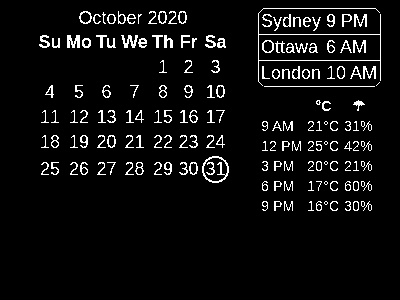 October 2020
Su Mo Tu We Th Fr Sa
1 2 3
4 5 6 7 8 9 10
11 12 13 14 15 16 17
18 19 20 21 22 23 24
25 26 27 28 29 30 31
Sydney 9 PM
Ottawa 6 AM
London 10 AM
°C ☂
9 AM 21°C 31%
12 PM 25°C 42%
3 PM 20°C 21%
6 PM 17°C 60%
9 PM 16°C 30%